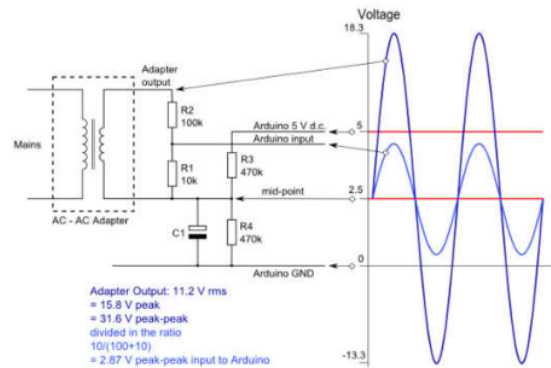 Voltage
18.3
Adapter
output
R2
100k
Arduino 5 V d.c.
5
Arduino input
Mains
R1
10k
R3
470k
mid-point
2.5
AC - AC Adapter
C1
R4
470k
0
Arduino GND
Adapter Output: 11.2 V rms
= 15.8 V peak
= 31.6 V peak-peak
divided in the ratio
10/(100+10)
= 2.87 V peak-peak input to Arduino
-13.3